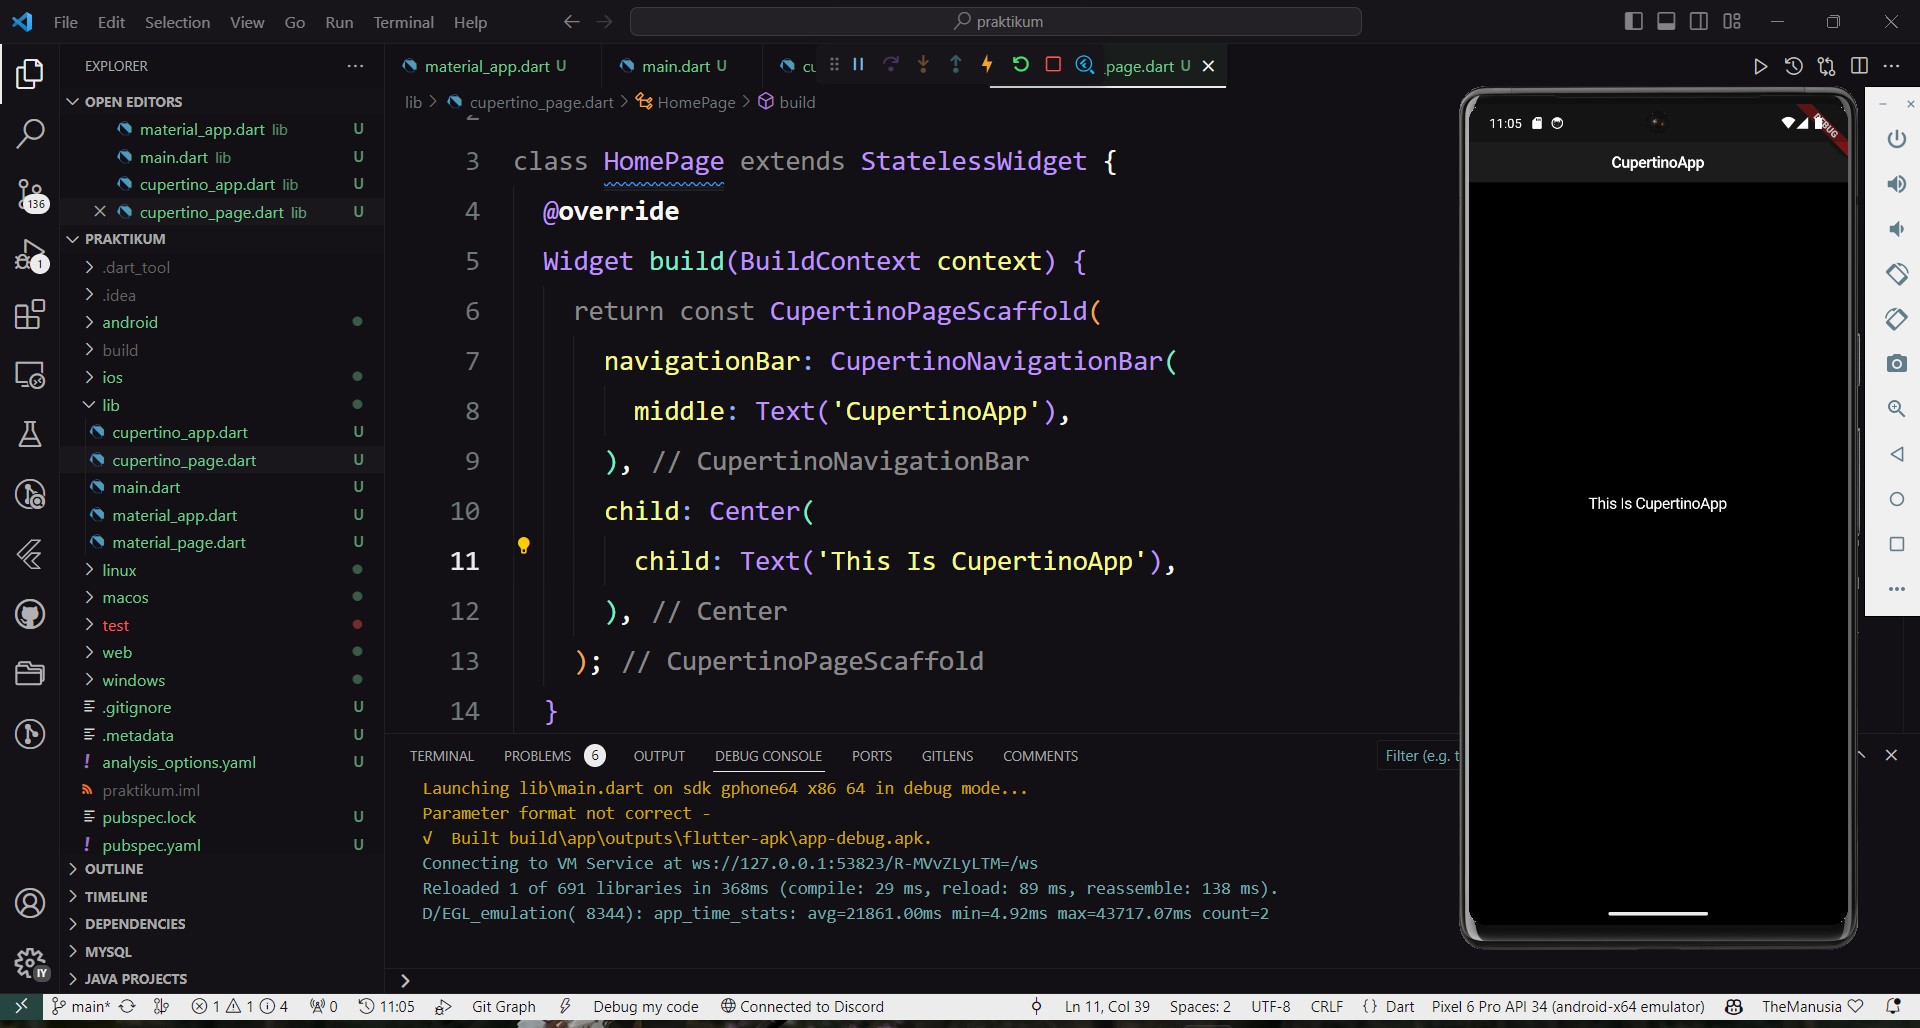 File Edit Selection View Go Run Terminal Help
praktikum
EXPLORER
OPEN EDITORS
material_app.dart lib U
main.dart lib U
cupertino_app.dart lib U
cupertino_page.dart lib U
PRAKTIKUM
.dart_tool
.idea
android
build
ios
lib
cupertino_app.dart U
cupertino_page.dart U
main.dart U
material_app.dart U
material_page.dart U
linux
macos
test
web
windows
.gitignore U
.metadata U
analysis_options.yaml U
praktikum.iml
pubspec.lock U
pubspec.yaml U
OUTLINE
TIMELINE
DEPENDENCIES
MYSQL
JAVA PROJECTS
136
1
IY
material_app.dart U
main.dart U
cu
page.dart U
lib > cupertino_page.dart > HomePage > build
2
3 class HomePage extends StatelessWidget {
4 @override
5 Widget build(BuildContext context) {
6 return const CupertinoPageScaffold(
7 navigationBar: CupertinoNavigationBar(
8 middle: Text('CupertinoApp'),
9 ), // CupertinoNavigationBar
10 child: Center(
11 child: Text('This Is CupertinoApp'),
12 ), // Center
13 ); // CupertinoPageScaffold
14 }
TERMINAL PROBLEMS 6 OUTPUT DEBUG CONSOLE PORTS GITLENS COMMENTS
Filter (e.g. t
Launching lib\main.dart on sdk gphone64 x86 64 in debug mode...
Parameter format not correct -
√ Built build\app\outputs\flutter-apk\app-debug.apk.
Connecting to VM Service at ws://127.0.0.1:53823/R-MVvZLyLTM=/ws
Reloaded 1 of 691 libraries in 368ms (compile: 29 ms, reload: 89 ms, reassemble: 138 ms).
D/EGL_emulation( 8344): app_time_stats: avg=21861.00ms min=4.92ms max=43717.07ms count=2
11:05
DEBUG
CupertinoApp
This Is CupertinoApp
main* 1 1 4 0 11:05 Git Graph Debug my code Connected to Discord
Ln 11, Col 39 Spaces: 2 UTF-8 CRLF {} Dart Pixel 6 Pro API 34 (android-x64 emulator) TheManusia